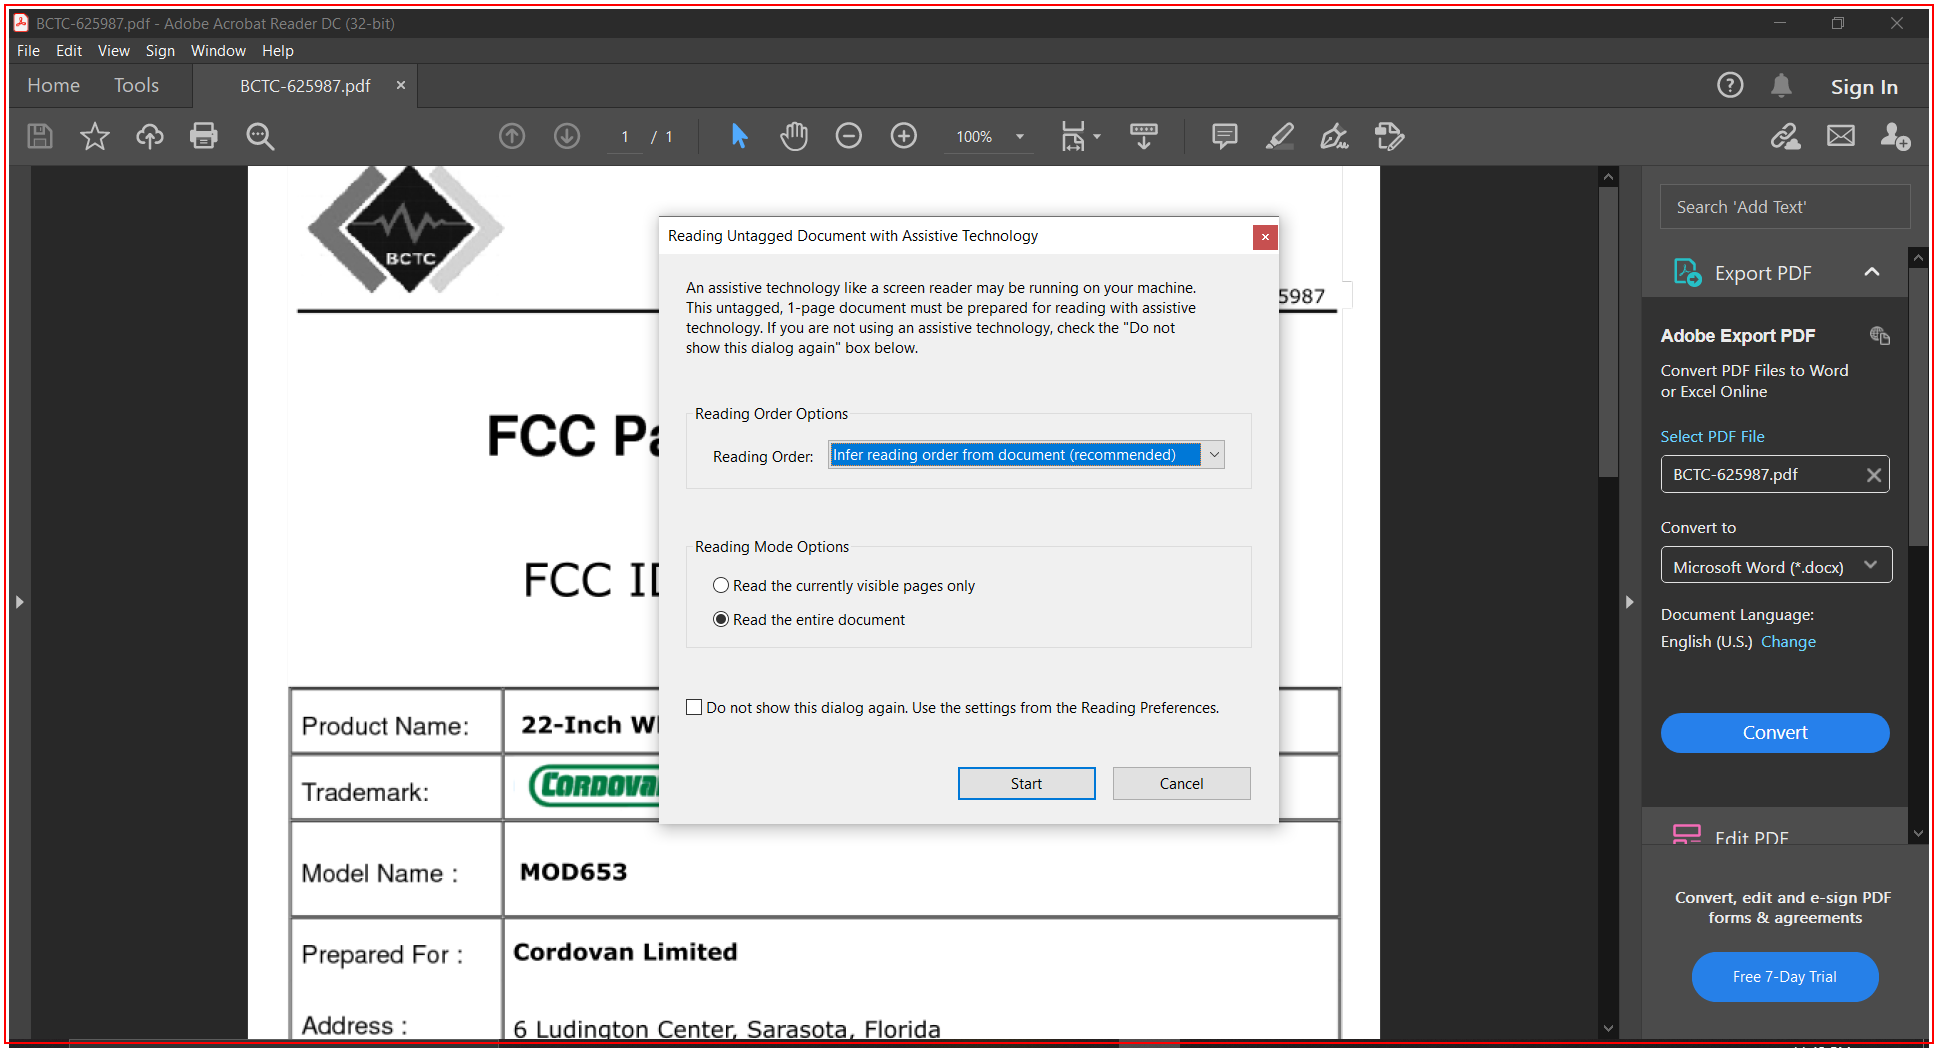 BCTC-625987.pdf - Adobe Acrobat Reader DC (32-bit)
File Edit View Sign Window Help
Home Tools BCTC-625987.pdf × Sign In
1 / 1 100%
BCTC
5987
FCC Pa
FCC ID
Product Name: 22-Inch
Trademark: CORDOVAN
Model Name : MOD653
Prepared For : Cordovan Limited
Address : 6 Ludington Center, Sarasota, Florida
Reading Untagged Document with Assistive Technology
An assistive technology like a screen reader may be running on your machine.
This untagged, 1-page document must be prepared for reading with assistive
technology. If you are not using an assistive technology, check the "Do not
show this dialog again" box below.
Reading Order Options
Reading Order: Infer reading order from document (recommended)
Reading Mode Options
Read the currently visible pages only
Read the entire document
Do not show this dialog again. Use the settings from the Reading Preferences.
Start Cancel
Search 'Add Text'
Export PDF
Adobe Export PDF
Convert PDF Files to Word
or Excel Online
Select PDF File
BCTC-625987.pdf
Convert to
Microsoft Word (*.docx)
Document Language:
English (U.S.) Change
Convert
Edit PDF
Convert, edit and e-sign PDF
forms & agreements
Free 7-Day Trial